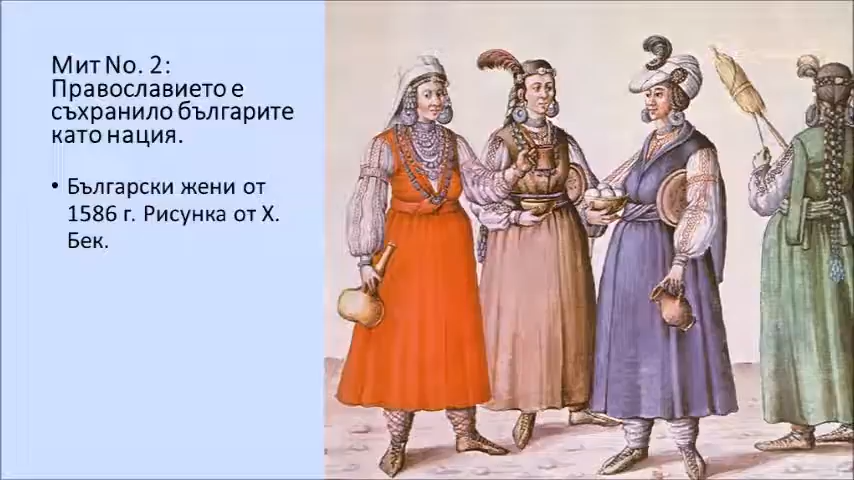 Мит No. 2:
Православието е
съхранило българите
като нация.
• Български жени от
1586 г. Рисунка от Х.
Бек.